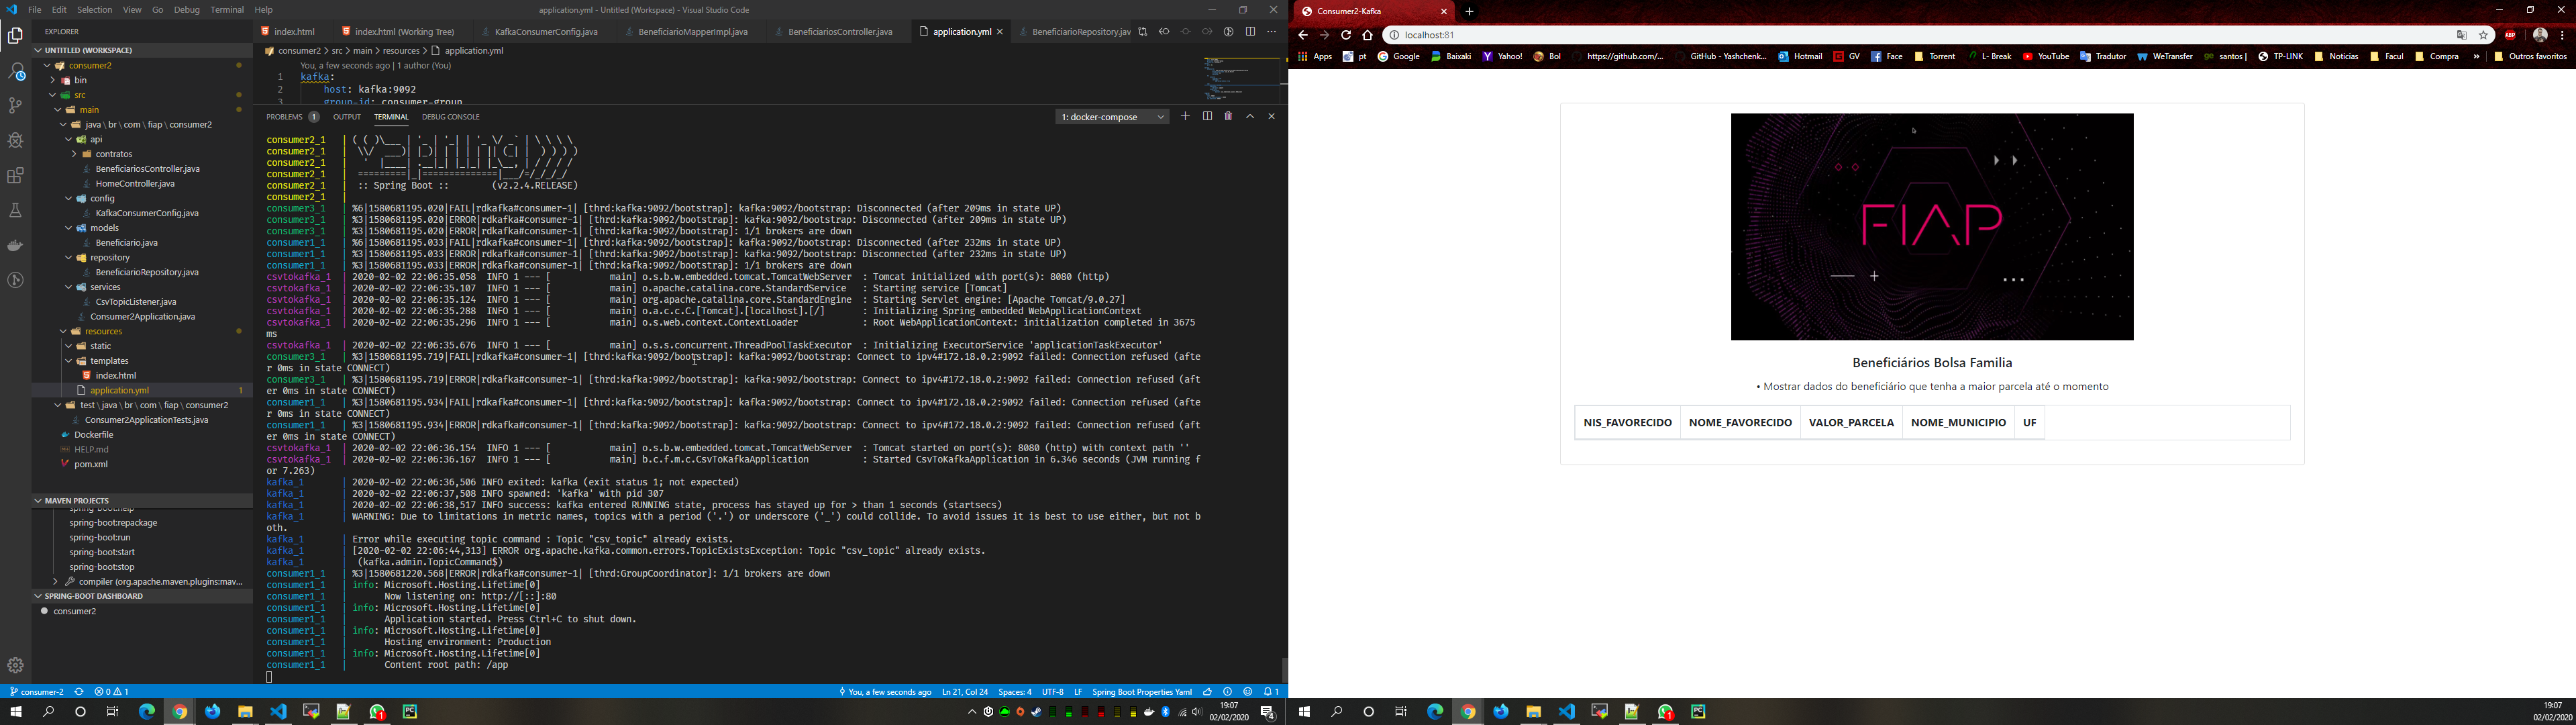 File Edit Selection View Go Debug Terminal Help
application.yml - Untitled (Workspace) - Visual Studio Code
EXPLORER
UNTITLED (WORKSPACE)
consumer2
bin
src
main
java \ br \ com \ fiap \ consumer2
api
contratos
BeneficiariosController.java
HomeController.java
config
KafkaConsumerConfig.java
models
Beneficiario.java
repository
BeneficiarioRepository.java
services
CsvTopicListener.java
Consumer2Application.java
resources
static
templates
index.html
application.yml 1
test \ java \ br \ com \ fiap \ consumer2
Consumer2ApplicationTests.java
Dockerfile
HELP.md
pom.xml
MAVEN PROJECTS
spring-boot:help
spring-boot:repackage
spring-boot:run
spring-boot:start
spring-boot:stop
compiler (org.apache.maven.plugins:mav...
SPRING-BOOT DASHBOARD
consumer2
index.html index.html (Working Tree) KafkaConsumerConfig.java BeneficiarioMapperImpl.java BeneficiariosController.java application.yml BeneficiarioRepository.jav
consumer2 > src > main > resources > application.yml
You, a few seconds ago | 1 author (You)
1 kafka:
2 host: kafka:9092
3 group-id: consumer-group
PROBLEMS 1 OUTPUT TERMINAL DEBUG CONSOLE 1: docker-compose
consumer2_1 | ( ( )\___ | '_ | '_| | '_ \/ _` | \ \ \ \
consumer2_1 | \\/ ___)| |_)| | | | | || (_| | ) ) ) )
consumer2_1 | ' |____| .__|_| |_|_| |_\__, | / / / /
consumer2_1 | =========|_|==============|___/=/_/_/_/
consumer2_1 | :: Spring Boot :: (v2.2.4.RELEASE)
consumer2_1 |
consumer3_1 | %6|1580681195.020|FAIL|rdkafka#consumer-1| [thrd:kafka:9092/bootstrap]: kafka:9092/bootstrap: Disconnected (after 209ms in state UP)
consumer3_1 | %3|1580681195.020|ERROR|rdkafka#consumer-1| [thrd:kafka:9092/bootstrap]: kafka:9092/bootstrap: Disconnected (after 209ms in state UP)
consumer3_1 | %3|1580681195.020|ERROR|rdkafka#consumer-1| [thrd:kafka:9092/bootstrap]: 1/1 brokers are down
consumer1_1 | %6|1580681195.033|FAIL|rdkafka#consumer-1| [thrd:kafka:9092/bootstrap]: kafka:9092/bootstrap: Disconnected (after 232ms in state UP)
consumer1_1 | %3|1580681195.033|ERROR|rdkafka#consumer-1| [thrd:kafka:9092/bootstrap]: kafka:9092/bootstrap: Disconnected (after 232ms in state UP)
consumer1_1 | %3|1580681195.033|ERROR|rdkafka#consumer-1| [thrd:kafka:9092/bootstrap]: 1/1 brokers are down
csvtokafka_1 | 2020-02-02 22:06:35.058 INFO 1 --- [ main] o.s.b.w.embedded.tomcat.TomcatWebServer : Tomcat initialized with port(s): 8080 (http)
csvtokafka_1 | 2020-02-02 22:06:35.107 INFO 1 --- [ main] o.apache.catalina.core.StandardService : Starting service [Tomcat]
csvtokafka_1 | 2020-02-02 22:06:35.124 INFO 1 --- [ main] org.apache.catalina.core.StandardEngine : Starting Servlet engine: [Apache Tomcat/9.0.27]
csvtokafka_1 | 2020-02-02 22:06:35.288 INFO 1 --- [ main] o.a.c.c.C.[Tomcat].[localhost].[/] : Initializing Spring embedded WebApplicationContext
csvtokafka_1 | 2020-02-02 22:06:35.296 INFO 1 --- [ main] o.s.web.context.ContextLoader : Root WebApplicationContext: initialization completed in 3675
ms
csvtokafka_1 | 2020-02-02 22:06:35.676 INFO 1 --- [ main] o.s.s.concurrent.ThreadPoolTaskExecutor : Initializing ExecutorService 'applicationTaskExecutor'
consumer3_1 | %3|1580681195.719|FAIL|rdkafka#consumer-1| [thrd:kafka:9092/bootstrap]: kafka:9092/bootstrap: Connect to ipv4#172.18.0.2:9092 failed: Connection refused (afte
r 0ms in state CONNECT)
consumer3_1 | %3|1580681195.719|ERROR|rdkafka#consumer-1| [thrd:kafka:9092/bootstrap]: kafka:9092/bootstrap: Connect to ipv4#172.18.0.2:9092 failed: Connection refused (aft
er 0ms in state CONNECT)
consumer1_1 | %3|1580681195.934|FAIL|rdkafka#consumer-1| [thrd:kafka:9092/bootstrap]: kafka:9092/bootstrap: Connect to ipv4#172.18.0.2:9092 failed: Connection refused (afte
r 0ms in state CONNECT)
consumer1_1 | %3|1580681195.934|ERROR|rdkafka#consumer-1| [thrd:kafka:9092/bootstrap]: kafka:9092/bootstrap: Connect to ipv4#172.18.0.2:9092 failed: Connection refused (aft
er 0ms in state CONNECT)
csvtokafka_1 | 2020-02-02 22:06:36.154 INFO 1 --- [ main] o.s.b.w.embedded.tomcat.TomcatWebServer : Tomcat started on port(s): 8080 (http) with context path ''
csvtokafka_1 | 2020-02-02 22:06:36.167 INFO 1 --- [ main] b.c.f.m.c.CsvToKafkaApplication : Started CsvToKafkaApplication in 6.346 seconds (JVM running f
or 7.263)
kafka_1 | 2020-02-02 22:06:36,506 INFO exited: kafka (exit status 1; not expected)
kafka_1 | 2020-02-02 22:06:37,508 INFO spawned: 'kafka' with pid 307
kafka_1 | 2020-02-02 22:06:38,517 INFO success: kafka entered RUNNING state, process has stayed up for > than 1 seconds (startsecs)
kafka_1 | WARNING: Due to limitations in metric names, topics with a period ('.') or underscore ('_') could collide. To avoid issues it is best to use either, but not b
oth.
kafka_1 | Error while executing topic command : Topic "csv_topic" already exists.
kafka_1 | [2020-02-02 22:06:44,313] ERROR org.apache.kafka.common.errors.TopicExistsException: Topic "csv_topic" already exists.
kafka_1 | (kafka.admin.TopicCommand$)
consumer1_1 | %3|1580681220.568|ERROR|rdkafka#consumer-1| [thrd:GroupCoordinator]: 1/1 brokers are down
consumer1_1 | info: Microsoft.Hosting.Lifetime[0]
consumer1_1 | Now listening on: http://[::]:80
consumer1_1 | info: Microsoft.Hosting.Lifetime[0]
consumer1_1 | Application started. Press Ctrl+C to shut down.
consumer1_1 | info: Microsoft.Hosting.Lifetime[0]
consumer1_1 | Hosting environment: Production
consumer1_1 | info: Microsoft.Hosting.Lifetime[0]
consumer1_1 | Content root path: /app
consumer-2 0 1 You, a few seconds ago Ln 21, Col 24 Spaces: 4 UTF-8 LF Spring Boot Properties Yaml 1
19:07
02/02/2020
4
Consumer2-Kafka
localhost:81
Apps pt Google Baixaki Yahoo! Bol https://github.com/... GitHub - Yashchenk... Hotmail GV Face Torrent L- Break YouTube Tradutor WeTransfer santos | TP-LINK Noticias Facul Compra » Outros favoritos
FIAP
Beneficiários Bolsa Familia
• Mostrar dados do beneficiário que tenha a maior parcela até o momento
NIS_FAVORECIDO NOME_FAVORECIDO VALOR_PARCELA NOME_MUNICIPIO UF
19:07
02/02/2020